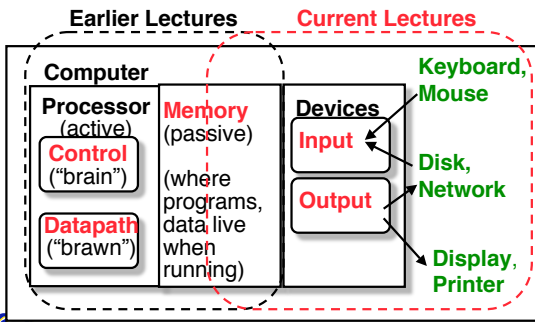 Earlier Lectures
Current Lectures
Computer
Processor
(active)
Control
("brain")
Datapath
("brawn")
Memory
(passive)
(where
programs,
data live
when
running)
Devices
Input
Output
Keyboard,
Mouse
Disk,
Network
Display,
Printer